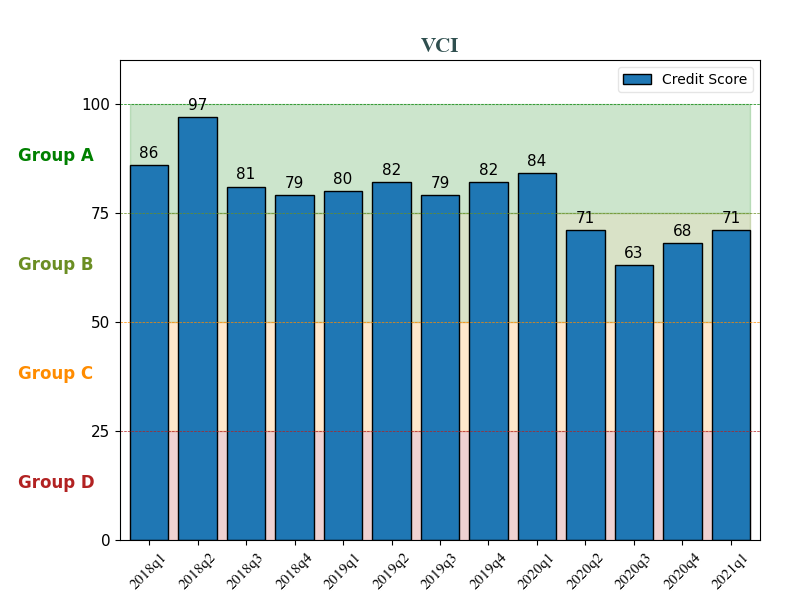 VCI
Credit Score
100
75
50
25
0
Group A
Group B
Group C
Group D
86
97
81
79
80
82
79
82
84
71
63
68
71
2018q1
2018q2
2018q3
2018q4
2019q1
2019q2
2019q3
2019q4
2020q1
2020q2
2020q3
2020q4
2021q1